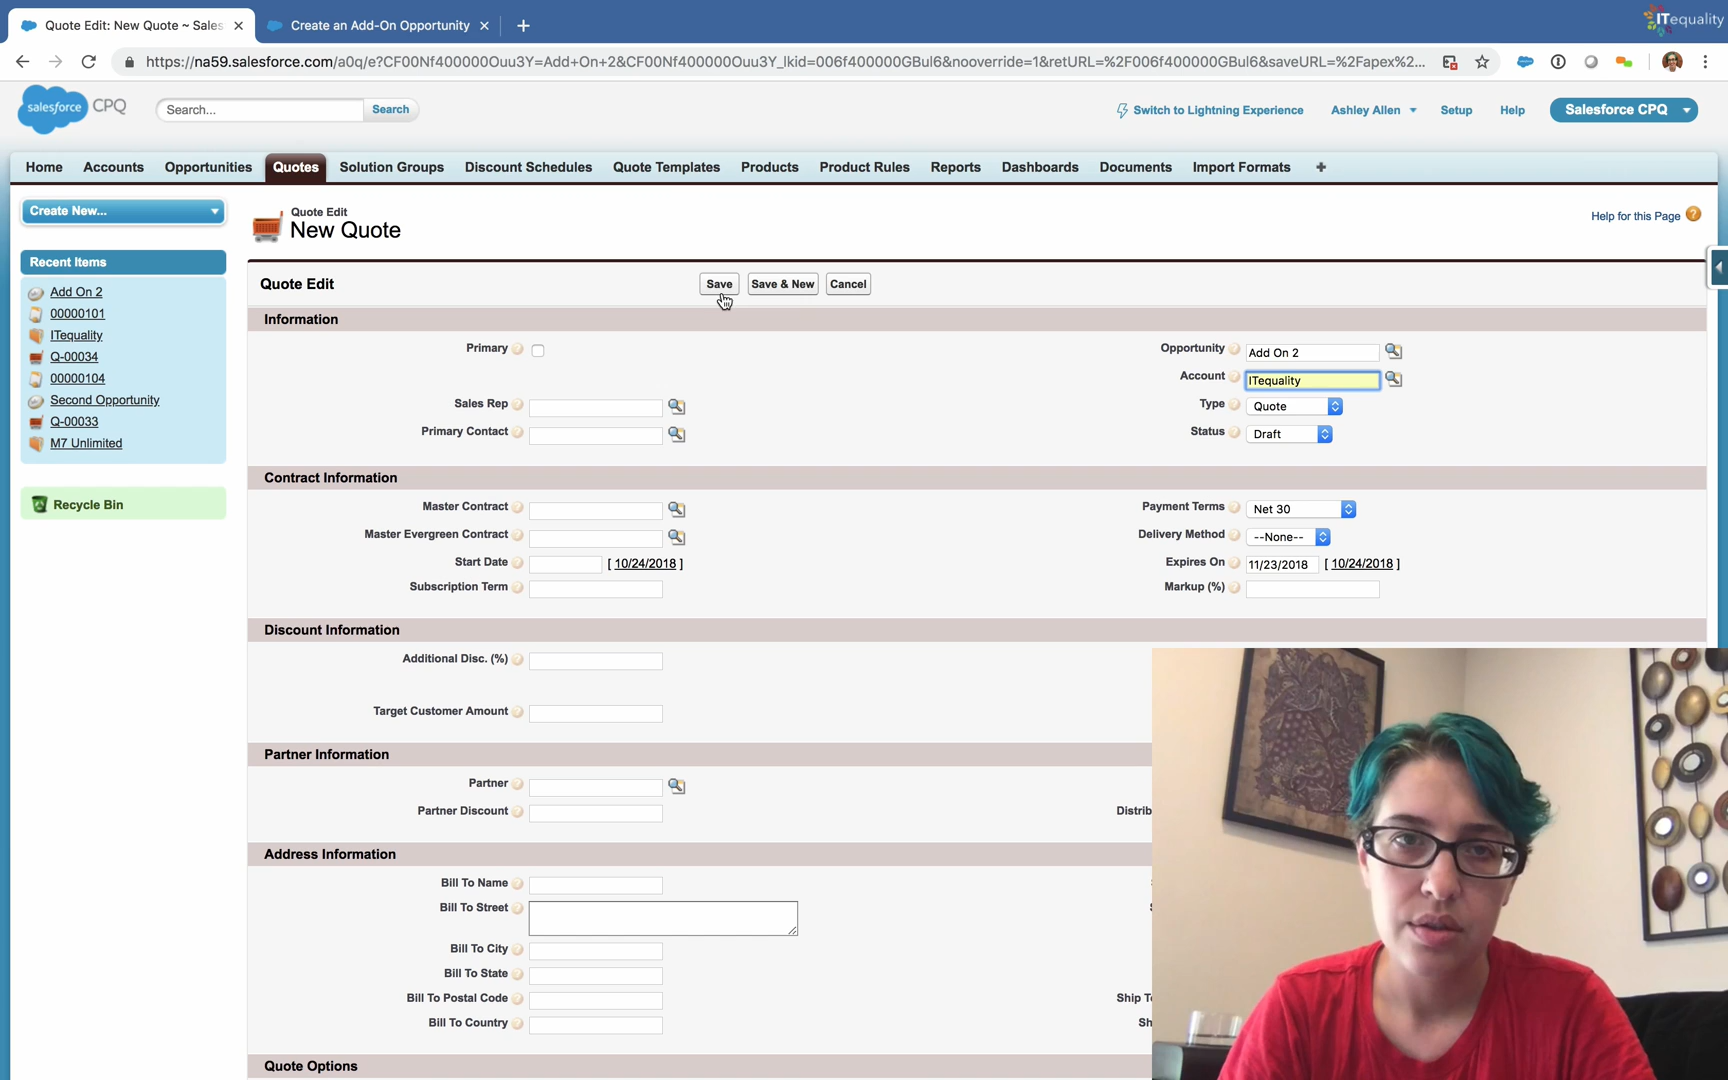 Quote Edit: New Quote ~ Sales
Create an Add-On Opportunity
ITequality
https://na59.salesforce.com/a0q/e?CF00Nf400000Ouu3Y=Add+On+2&CF00Nf400000Ouu3Y_lkid=006f400000GBul6&nooverride=1&retURL=%2F006f400000GBul6&saveURL=%2Fapex%2...
salesforce CPQ
Search...
Search
Switch to Lightning Experience
Ashley Allen
Setup
Help
Salesforce CPQ
Home Accounts Opportunities Quotes Solution Groups Discount Schedules Quote Templates Products Product Rules Reports Dashboards Documents Import Formats +
Create New...
Recent Items
Add On 2
00000101
ITequality
Q-00034
00000104
Second Opportunity
Q-00033
M7 Unlimited
Recycle Bin
Quote Edit
New Quote
Help for this Page
Quote Edit
Save
Save & New
Cancel
Information
Primary
Opportunity Add On 2
Account ITequality
Sales Rep
Type Quote
Primary Contact
Status Draft
Contract Information
Master Contract
Payment Terms Net 30
Master Evergreen Contract
Delivery Method --None--
Start Date [ 10/24/2018 ]
Expires On 11/23/2018 [ 10/24/2018 ]
Subscription Term
Markup (%)
Discount Information
Additional Disc. (%)
Target Customer Amount
Partner Information
Partner
Partner Discount
Distrib
Address Information
Bill To Name
Bill To Street
Bill To City
Bill To State
Bill To Postal Code
Ship T
Bill To Country
Sh
Quote Options